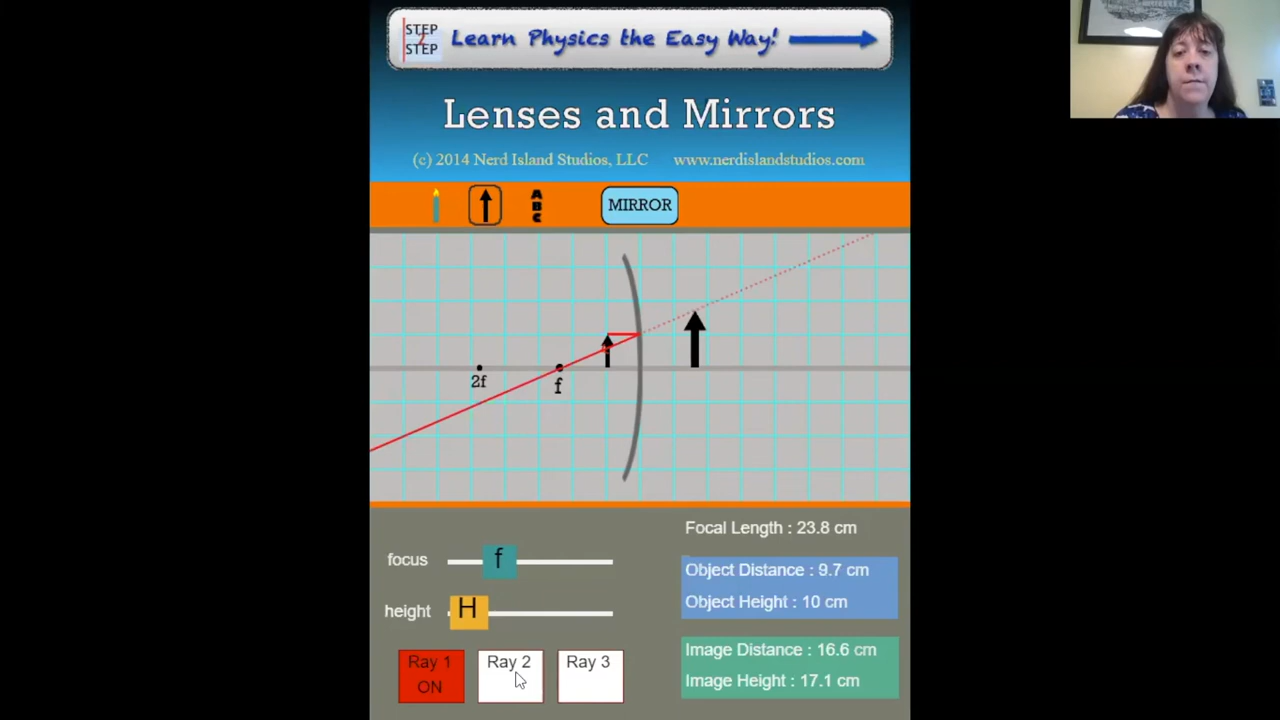 STEP
2
STEP
Learn Physics the Easy Way!
Lenses and Mirrors
(c) 2014 Nerd Island Studios, LLC www.nerdislandstudios.com
A
B
C
MIRROR
2f
f
focus
f
height
H
Ray 1
ON
Ray 2
Ray 3
Focal Length : 23.8 cm
Object Distance : 9.7 cm
Object Height : 10 cm
Image Distance : 16.6 cm
Image Height : 17.1 cm